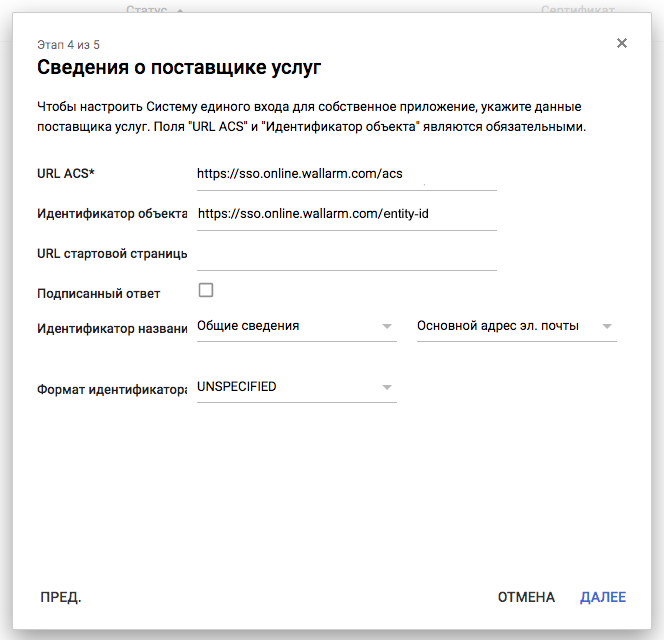 Статус
Сертификат
Этап 4 из 5
Сведения о поставщике услуг
Чтобы настроить Систему единого входа для собственное приложение, укажите данные
поставщика услуг. Поля "URL ACS" и "Идентификатор объекта" являются обязательными.
URL ACS* https://sso.online.wallarm.com/acs
Идентификатор объекта https://sso.online.wallarm.com/entity-id
URL стартовой страницы
Подписанный ответ
Идентификатор названи Общие сведения Основной адрес эл. почты
Формат идентификатора UNSPECIFIED
ПРЕД. ОТМЕНА ДАЛЕЕ